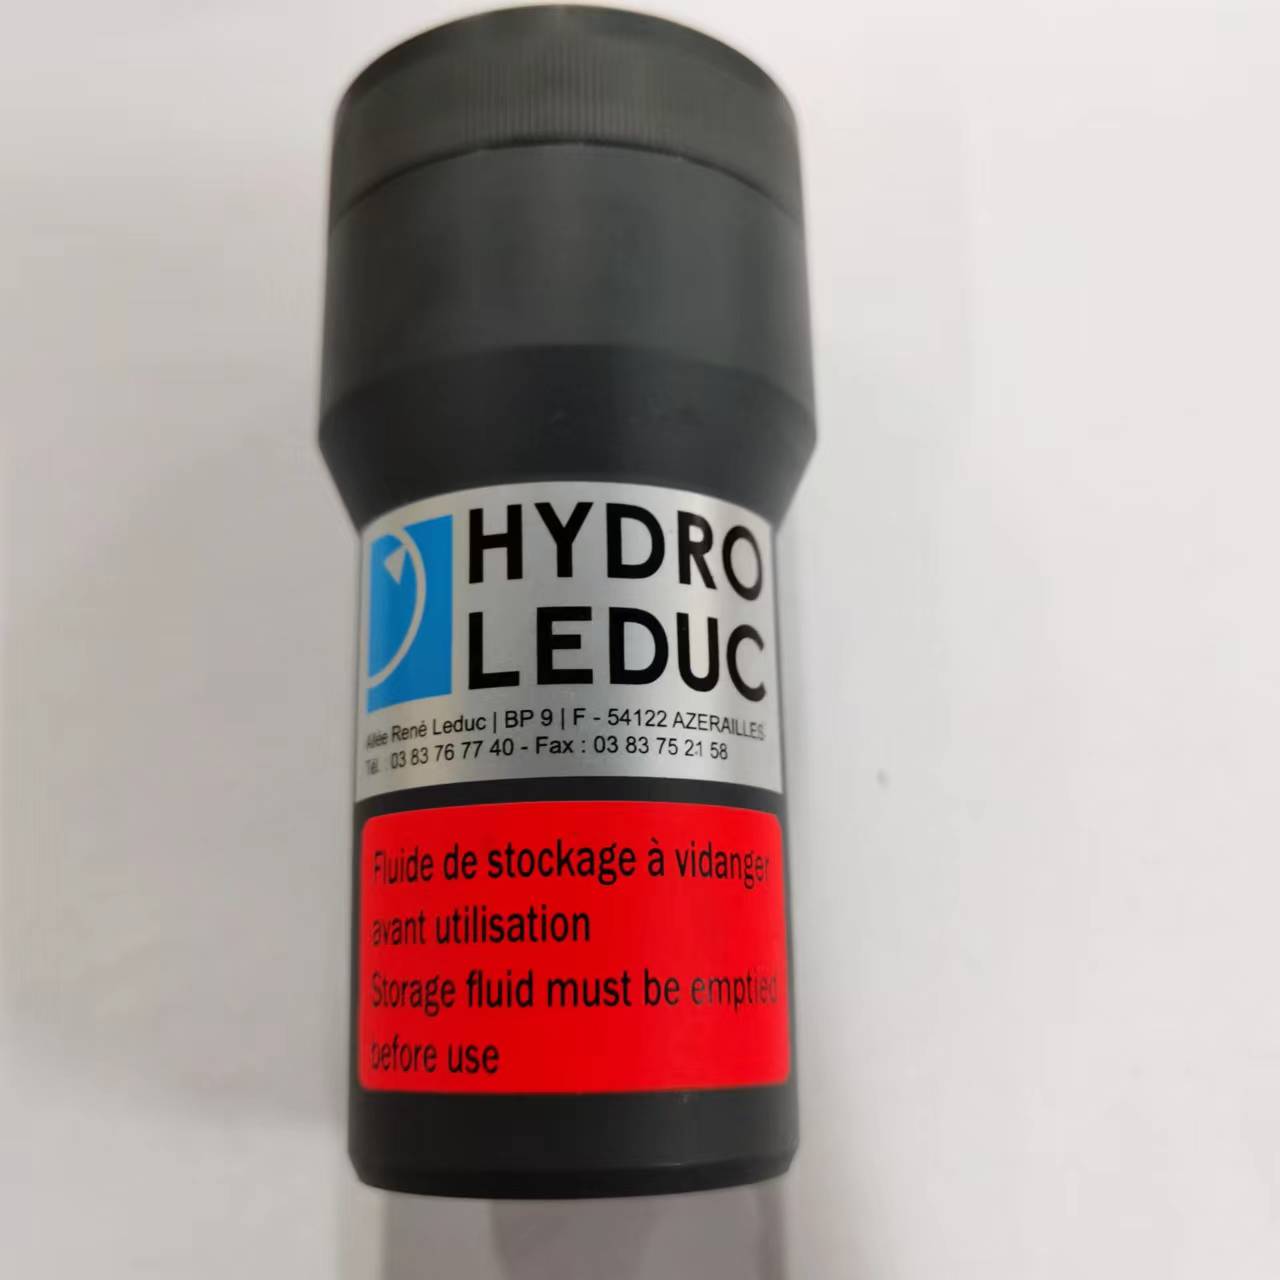 HYDRO
LEDUC
Allée René Leduc | BP 9 | F - 54122 AZERAILLES
Tél. : 03 83 76 77 40 - Fax : 03 83 75 21 58
Fluide de stockage à vidanger
avant utilisation
Storage fluid must be emptied
before use